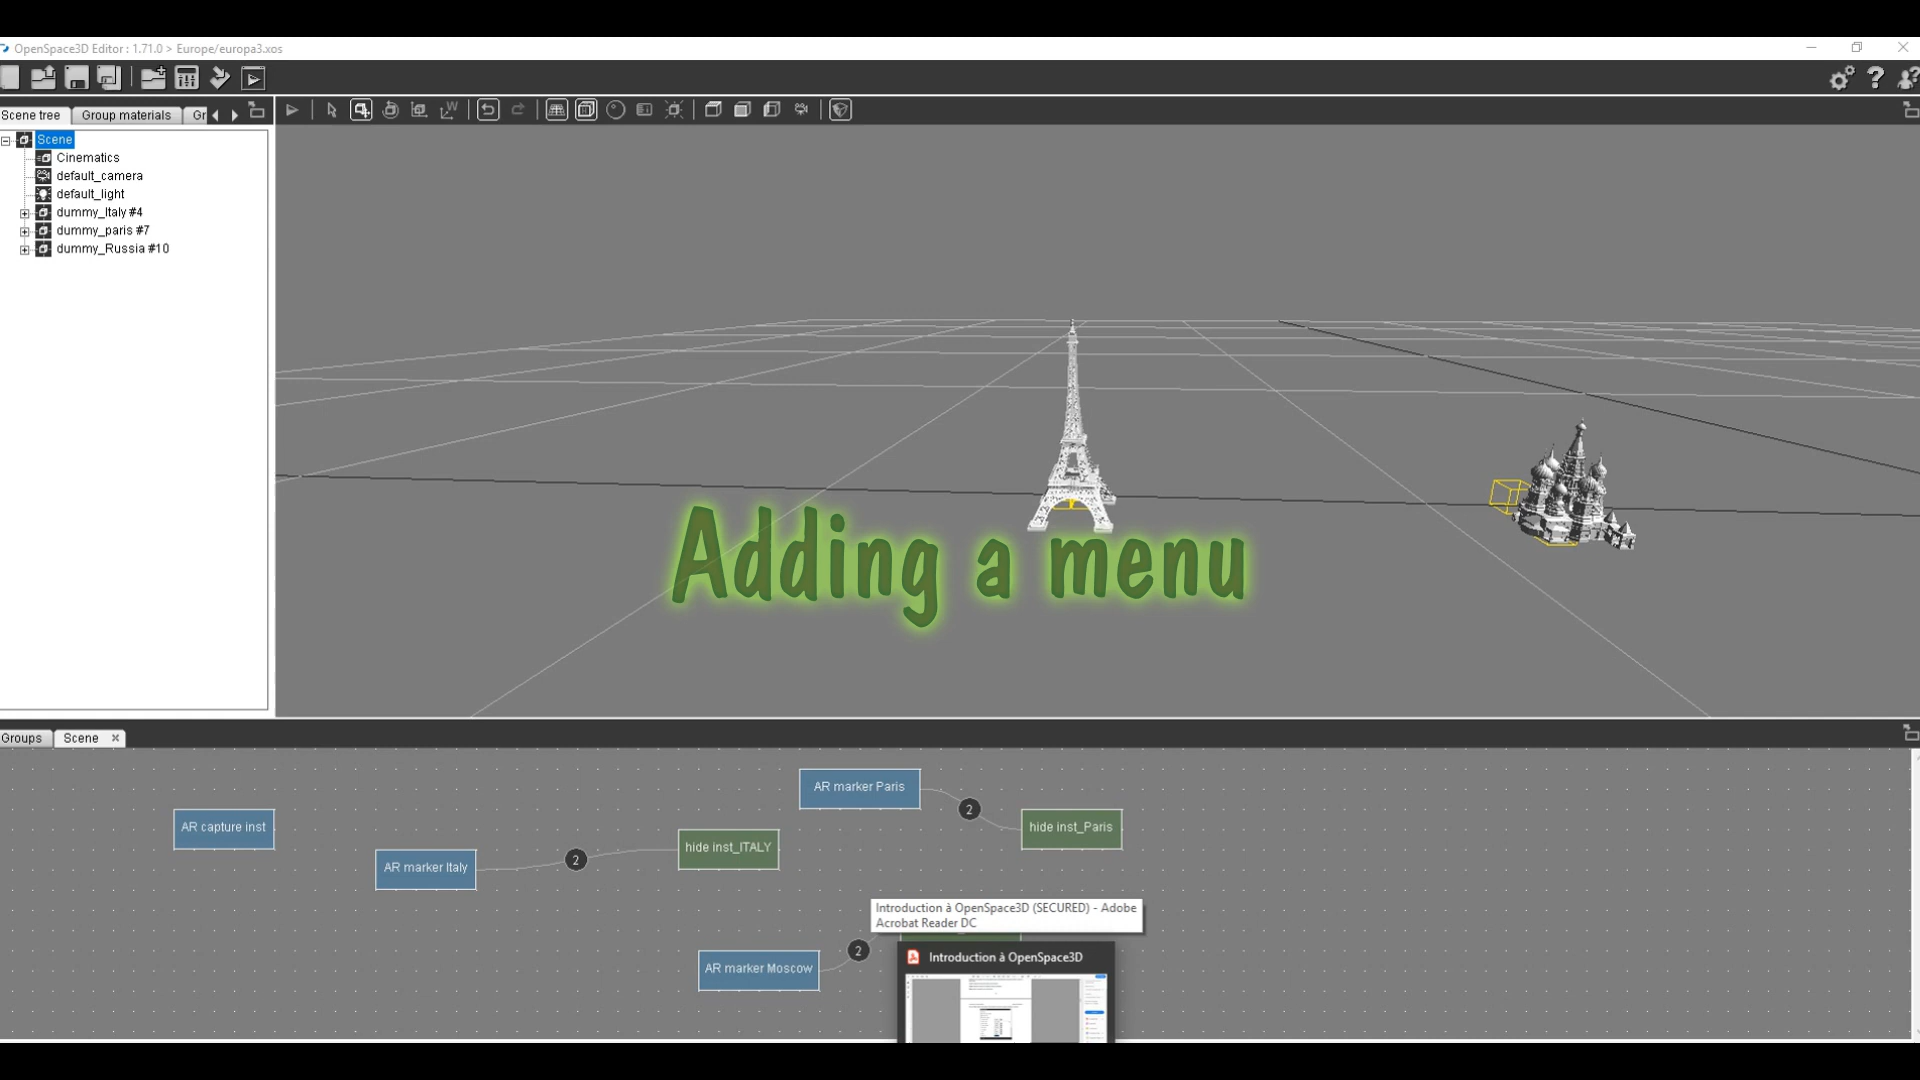 OpenSpace3D Editor : 1.71.0 > Europe/europa3.xos
Scene tree
Group materials
Gr
Scene
Cinematics
default_camera
default_light
dummy_Italy #4
dummy_paris #7
dummy_Russia #10
Adding a menu
Groups
Scene
AR marker Paris
2
AR capture inst
hide inst_Paris
hide inst_ITALY
2
AR marker Italy
Introduction à OpenSpace3D (SECURED) - Adobe
Acrobat Reader DC
2
Introduction à OpenSpace3D
AR marker Moscow